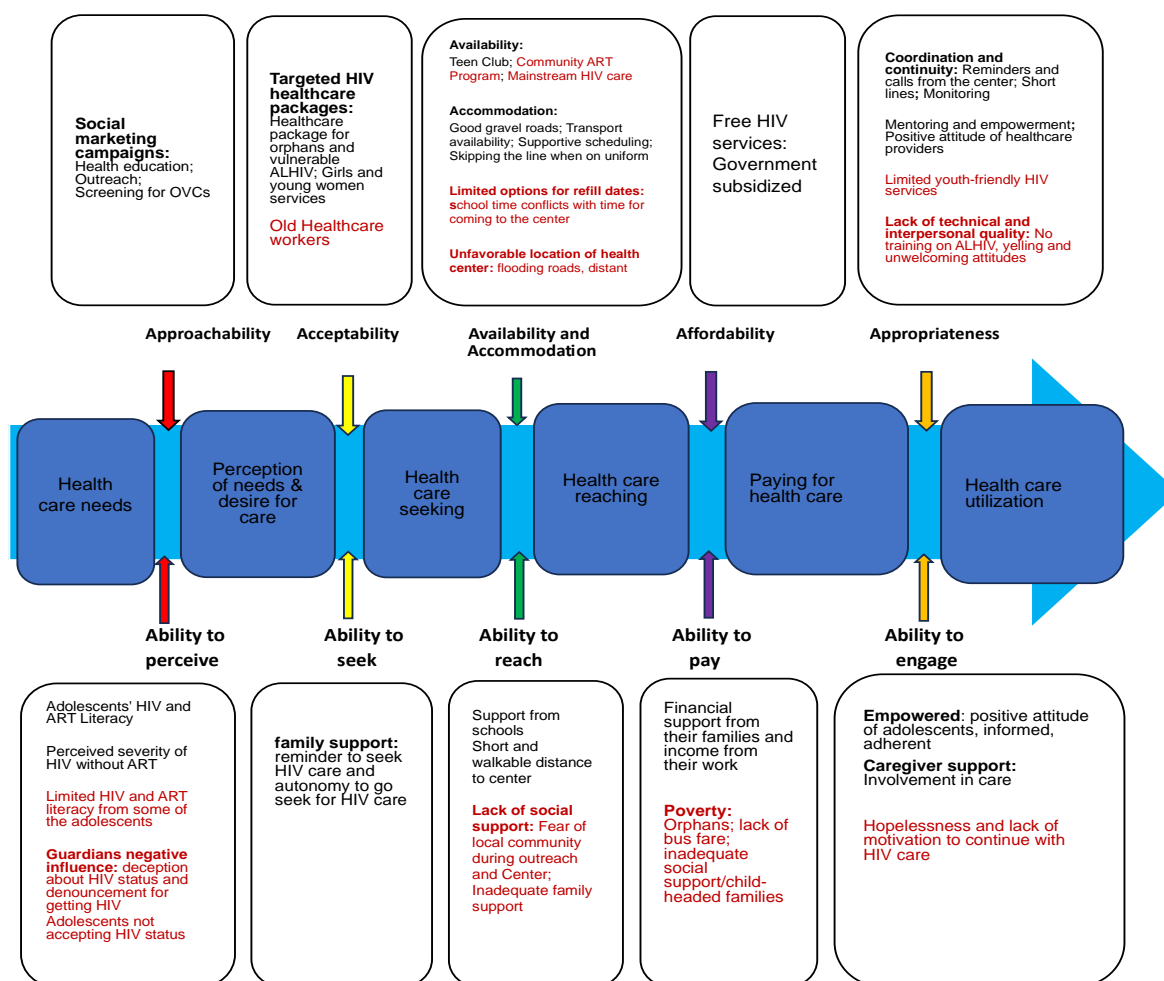 Social
marketing
campaigns:
Health education;
Outreach;
Screening for OVCs
Targeted HIV
healthcare
packages:
Healthcare
package for
orphans and
vulnerable
ALHIV; Girls and
young women
services
Old Healthcare
workers
Availability:
Teen Club; Community ART
Program; Mainstream HIV care
Accommodation:
Good gravel roads; Transport
availability; Supportive scheduling;
Skipping the line when on uniform
Limited options for refill dates:
school time conflicts with time for
coming to the center
Unfavorable location of health
center: flooding roads, distant
Free HIV
services:
Government
subsidized
Coordination and
continuity: Reminders and
calls from the center; Short
lines; Monitoring
Mentoring and empowerment;
Positive attitude of healthcare
providers
Limited youth-friendly HIV
services
Lack of technical and
interpersonal quality: No
training on ALHIV, yelling and
unwelcoming attitudes
Approachability
Acceptability
Availability and
Accommodation
Affordability
Appropriateness
Health
care needs
Perception
of needs &
desire for
care
Health
care
seeking
Health care
reaching
Paying for
health care
Health care
utilization
Ability to
perceive
Ability to
seek
Ability to
reach
Ability to
pay
Ability to
engage
Adolescents' HIV and
ART Literacy
Perceived severity of
HIV without ART
Limited HIV and ART
literacy from some of
the adolescents
Guardians negative
influence: deception
about HIV status and
denouncement for
getting HIV
Adolescents not
accepting HIV status
family support:
reminder to seek
HIV care and
autonomy to go
seek for HIV care
Support from
schools
Short and
walkable distance
to center
Lack of social
support: Fear of
local community
during outreach
and Center;
Inadequate family
support
Financial
support from
their families and
income from
their work
Poverty:
Orphans; lack of
bus fare;
inadequate
social
support/child-
headed families
Empowered: positive attitude
of adolescents, informed,
adherent
Caregiver support:
Involvement in care
Hopelessness and lack of
motivation to continue with
HIV care